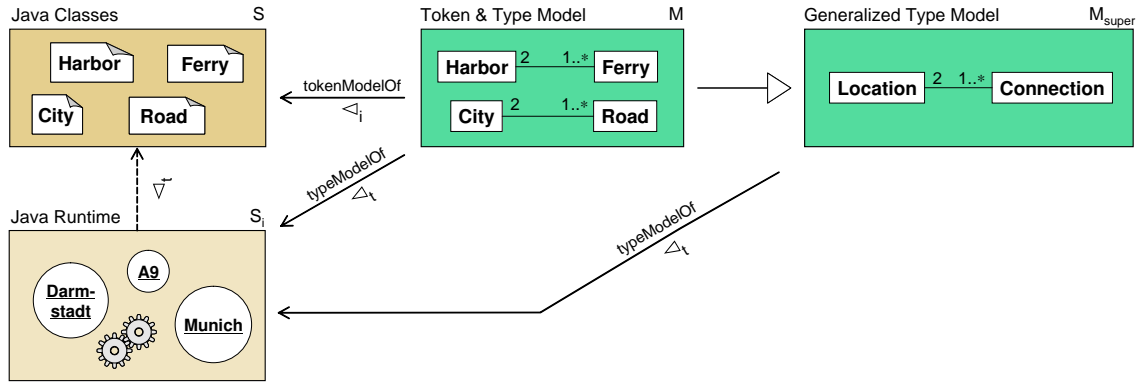 Java Classes S
Harbor
Ferry
City
Road
tokenModelOf
◁i
Token & Type Model M
Harbor 2 1..* Ferry
City 2 1..* Road
Generalized Type Model Msuper
Location 2 1..* Connection
typeModelOf
◁t
◁t
typeModelOf
◁t
Java Runtime Si
A9
Darm-
stadt
Munich